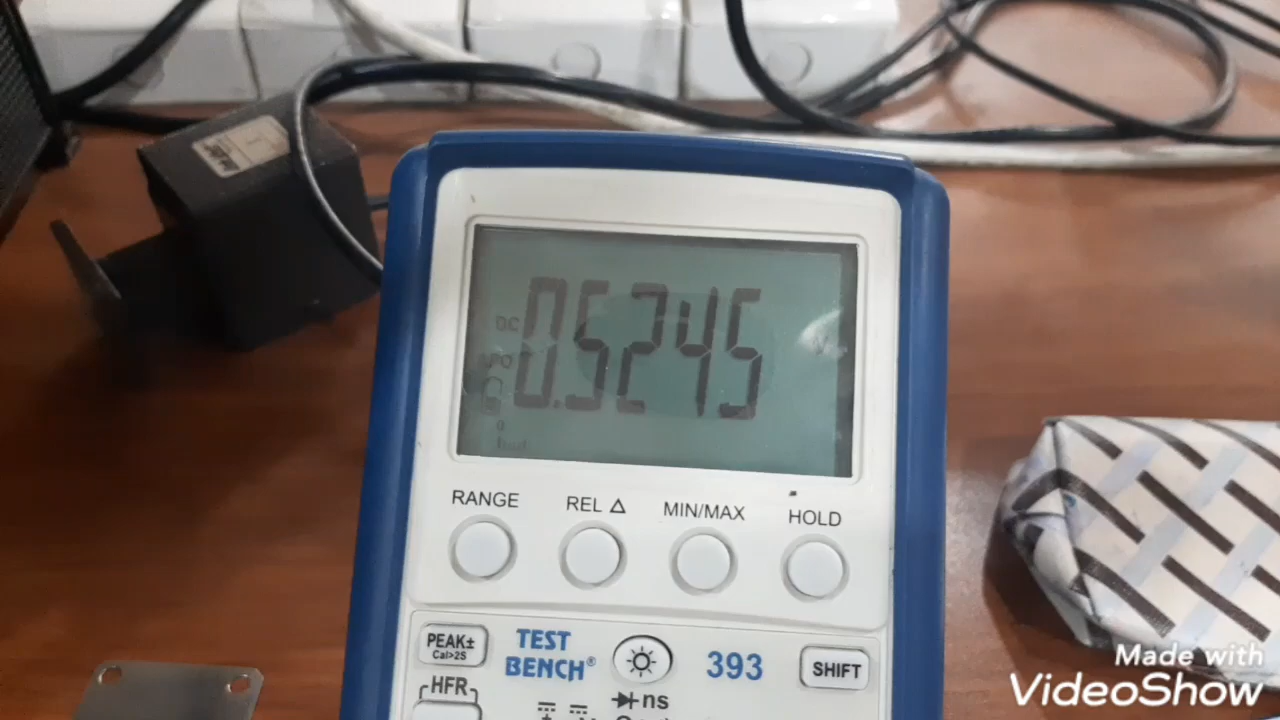 DC
0.5245
RANGE REL Δ MIN/MAX HOLD
PEAK±
Cal>2S
TEST
BENCH®
393
SHIFT
HFR
ns
Made with
VideoShow